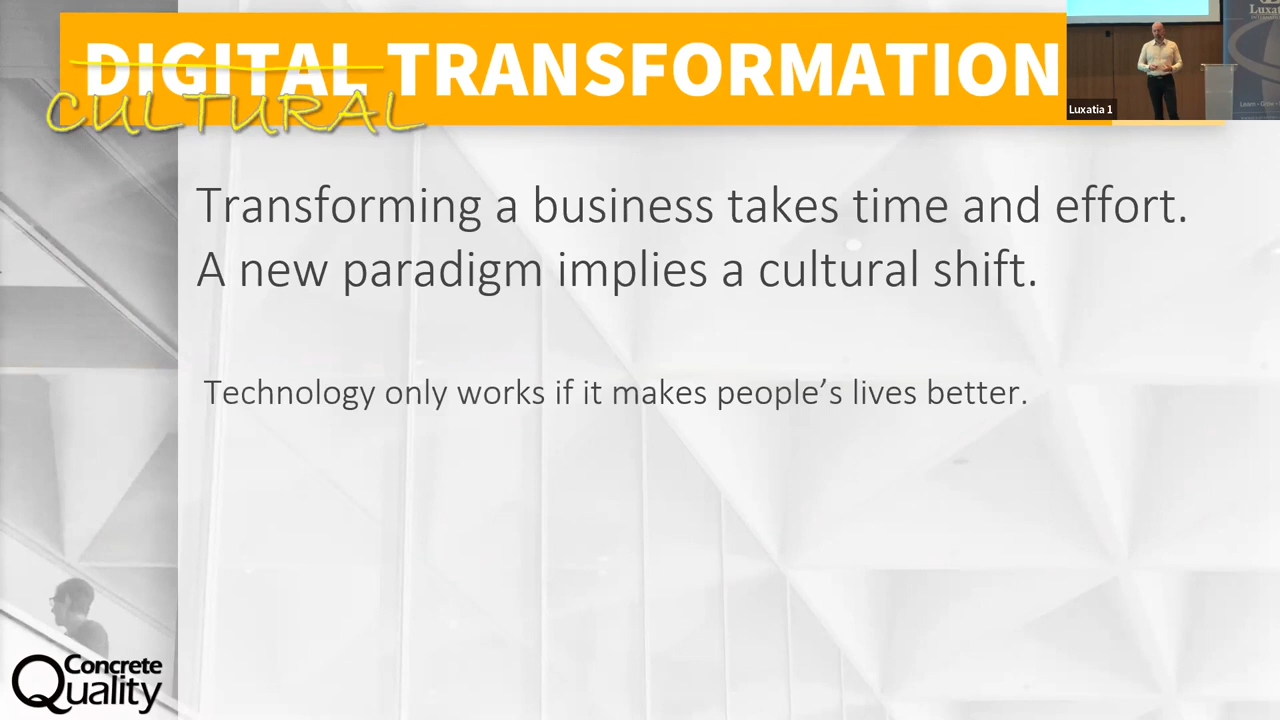 DIGITAL TRANSFORMATION
CULTURAL
Luxatia 1
Transforming a business takes time and effort.
A new paradigm implies a cultural shift.
Technology only works if it makes people’s lives better.
Concrete
Quality